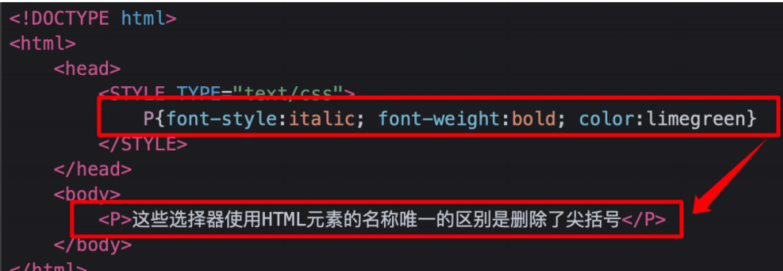 <!DOCTYPE html>
<html>
<head>
<STYLE TYPE="text/css">
P{font-style:italic; font-weight:bold; color:limegreen}
</STYLE>
</head>
<body>
<P>这些选择器使用HTML元素的名称唯一的区别是删除了尖括号</P>
</body>
</html>